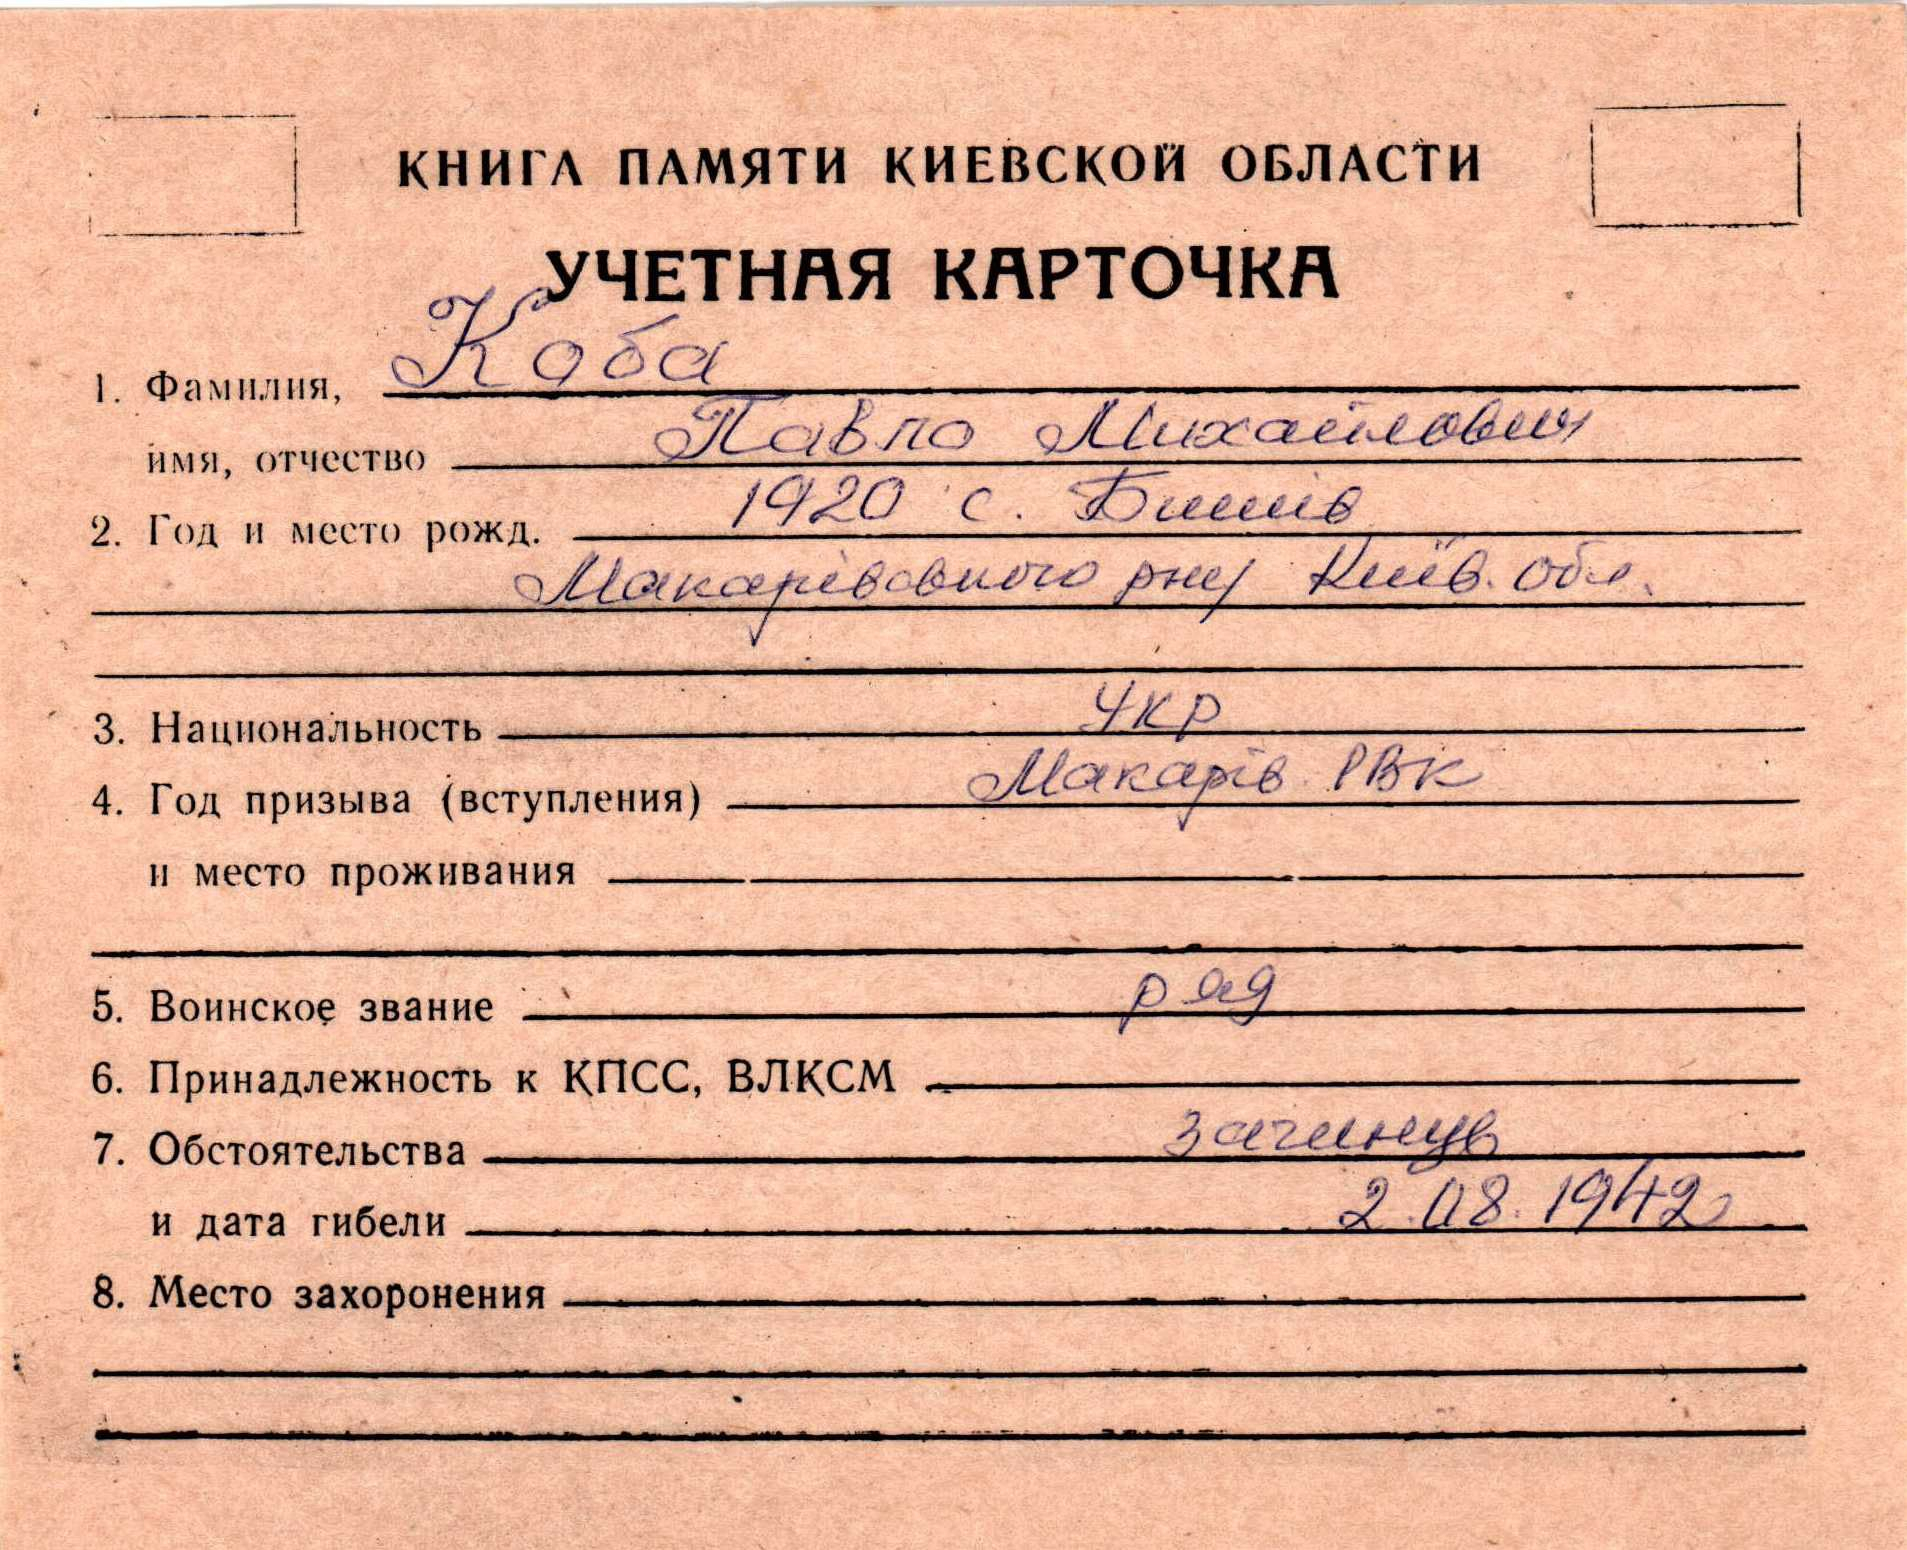 КНИГА ПАМЯТИ КИЕВСКОЙ ОБЛАСТИ
УЧЕТНАЯ КАРТОЧКА
1. Фамилия, Коба
имя, отчество Павло Михайлович
2. Год и место рожд. 1920 с. Бишів
Макарівського рну Київ. обл.
3. Национальность Укр
4. Год призыва (вступления) Макарів РВК
и место проживания
5. Воинское звание ряд
6. Принадлежность к КПСС, ВЛКСМ
7. Обстоятельства загинув
и дата гибели 2.08.1942
8. Место захоронения